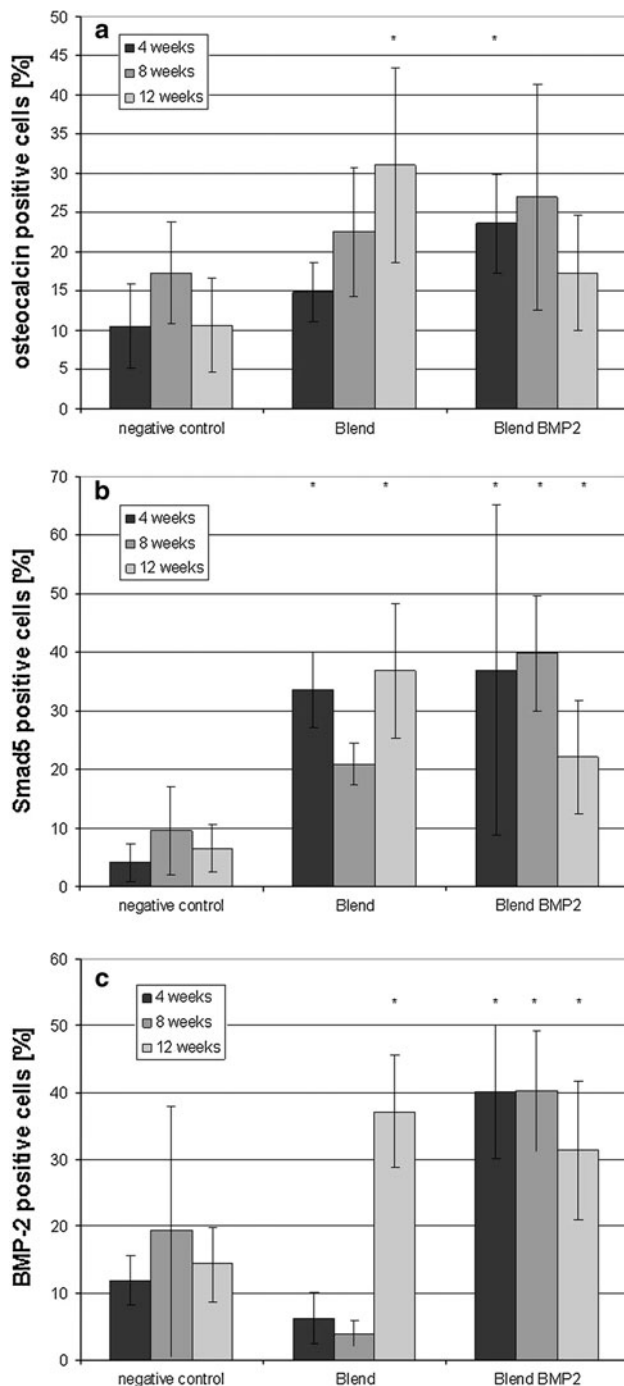 a
4 weeks
8 weeks
12 weeks
* *
osteocalcin positive cells [%]
50
45
40
35
30
25
20
15
10
5
0
negative control Blend Blend BMP2
b
4 weeks
8 weeks
12 weeks
* * * * *
Smad5 positive cells [%]
70
60
50
40
30
20
10
0
negative control Blend Blend BMP2
c
4 weeks
8 weeks
12 weeks
* * * *
BMP-2 positive cells [%]
60
50
40
30
20
10
0
negative control Blend Blend BMP2